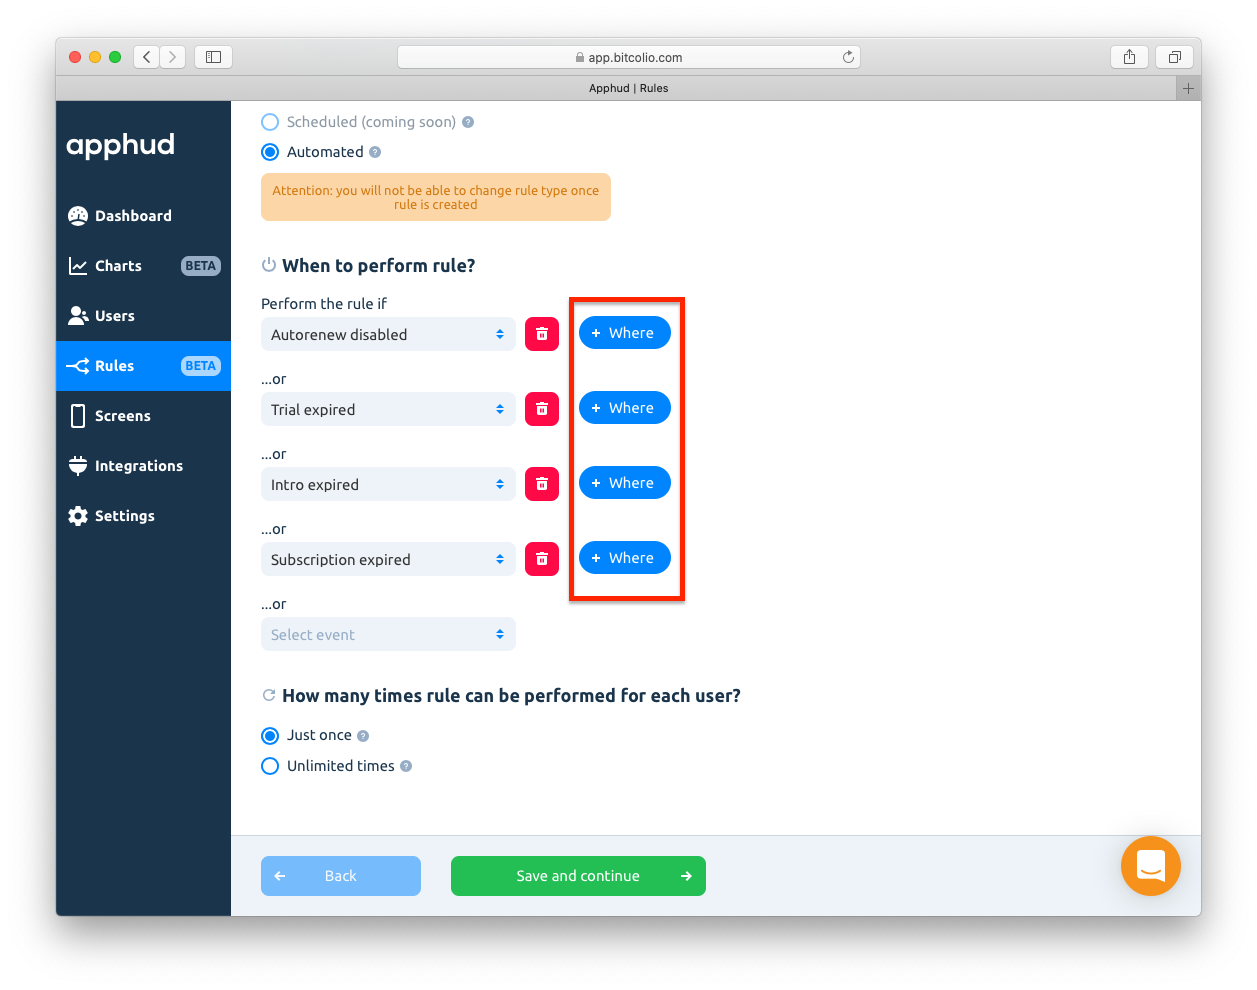 app.bitcolio.com
Apphud | Rules
apphud
Dashboard
Charts BETA
Users
Rules BETA
Screens
Integrations
Settings
Scheduled (coming soon) ?
Automated ?
Attention: you will not be able to change rule type once
rule is created
When to perform rule?
Perform the rule if
Autorenew disabled + Where
...or
Trial expired + Where
...or
Intro expired + Where
...or
Subscription expired + Where
...or
Select event
How many times rule can be performed for each user?
Just once ?
Unlimited times ?
Back
Save and continue